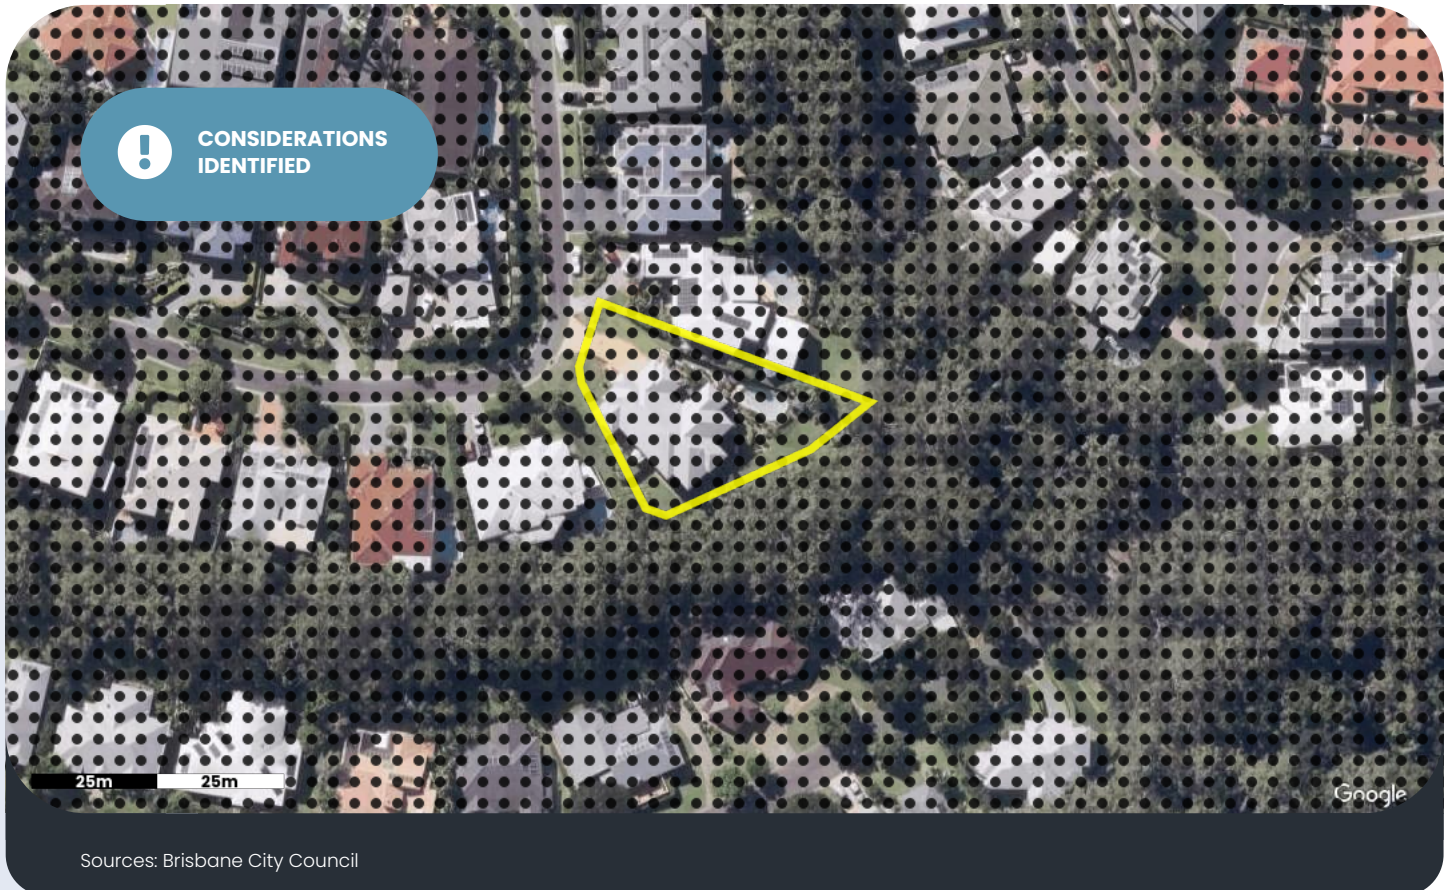 CONSIDERATIONS
IDENTIFIED
25m 25m
Google
Sources: Brisbane City Council